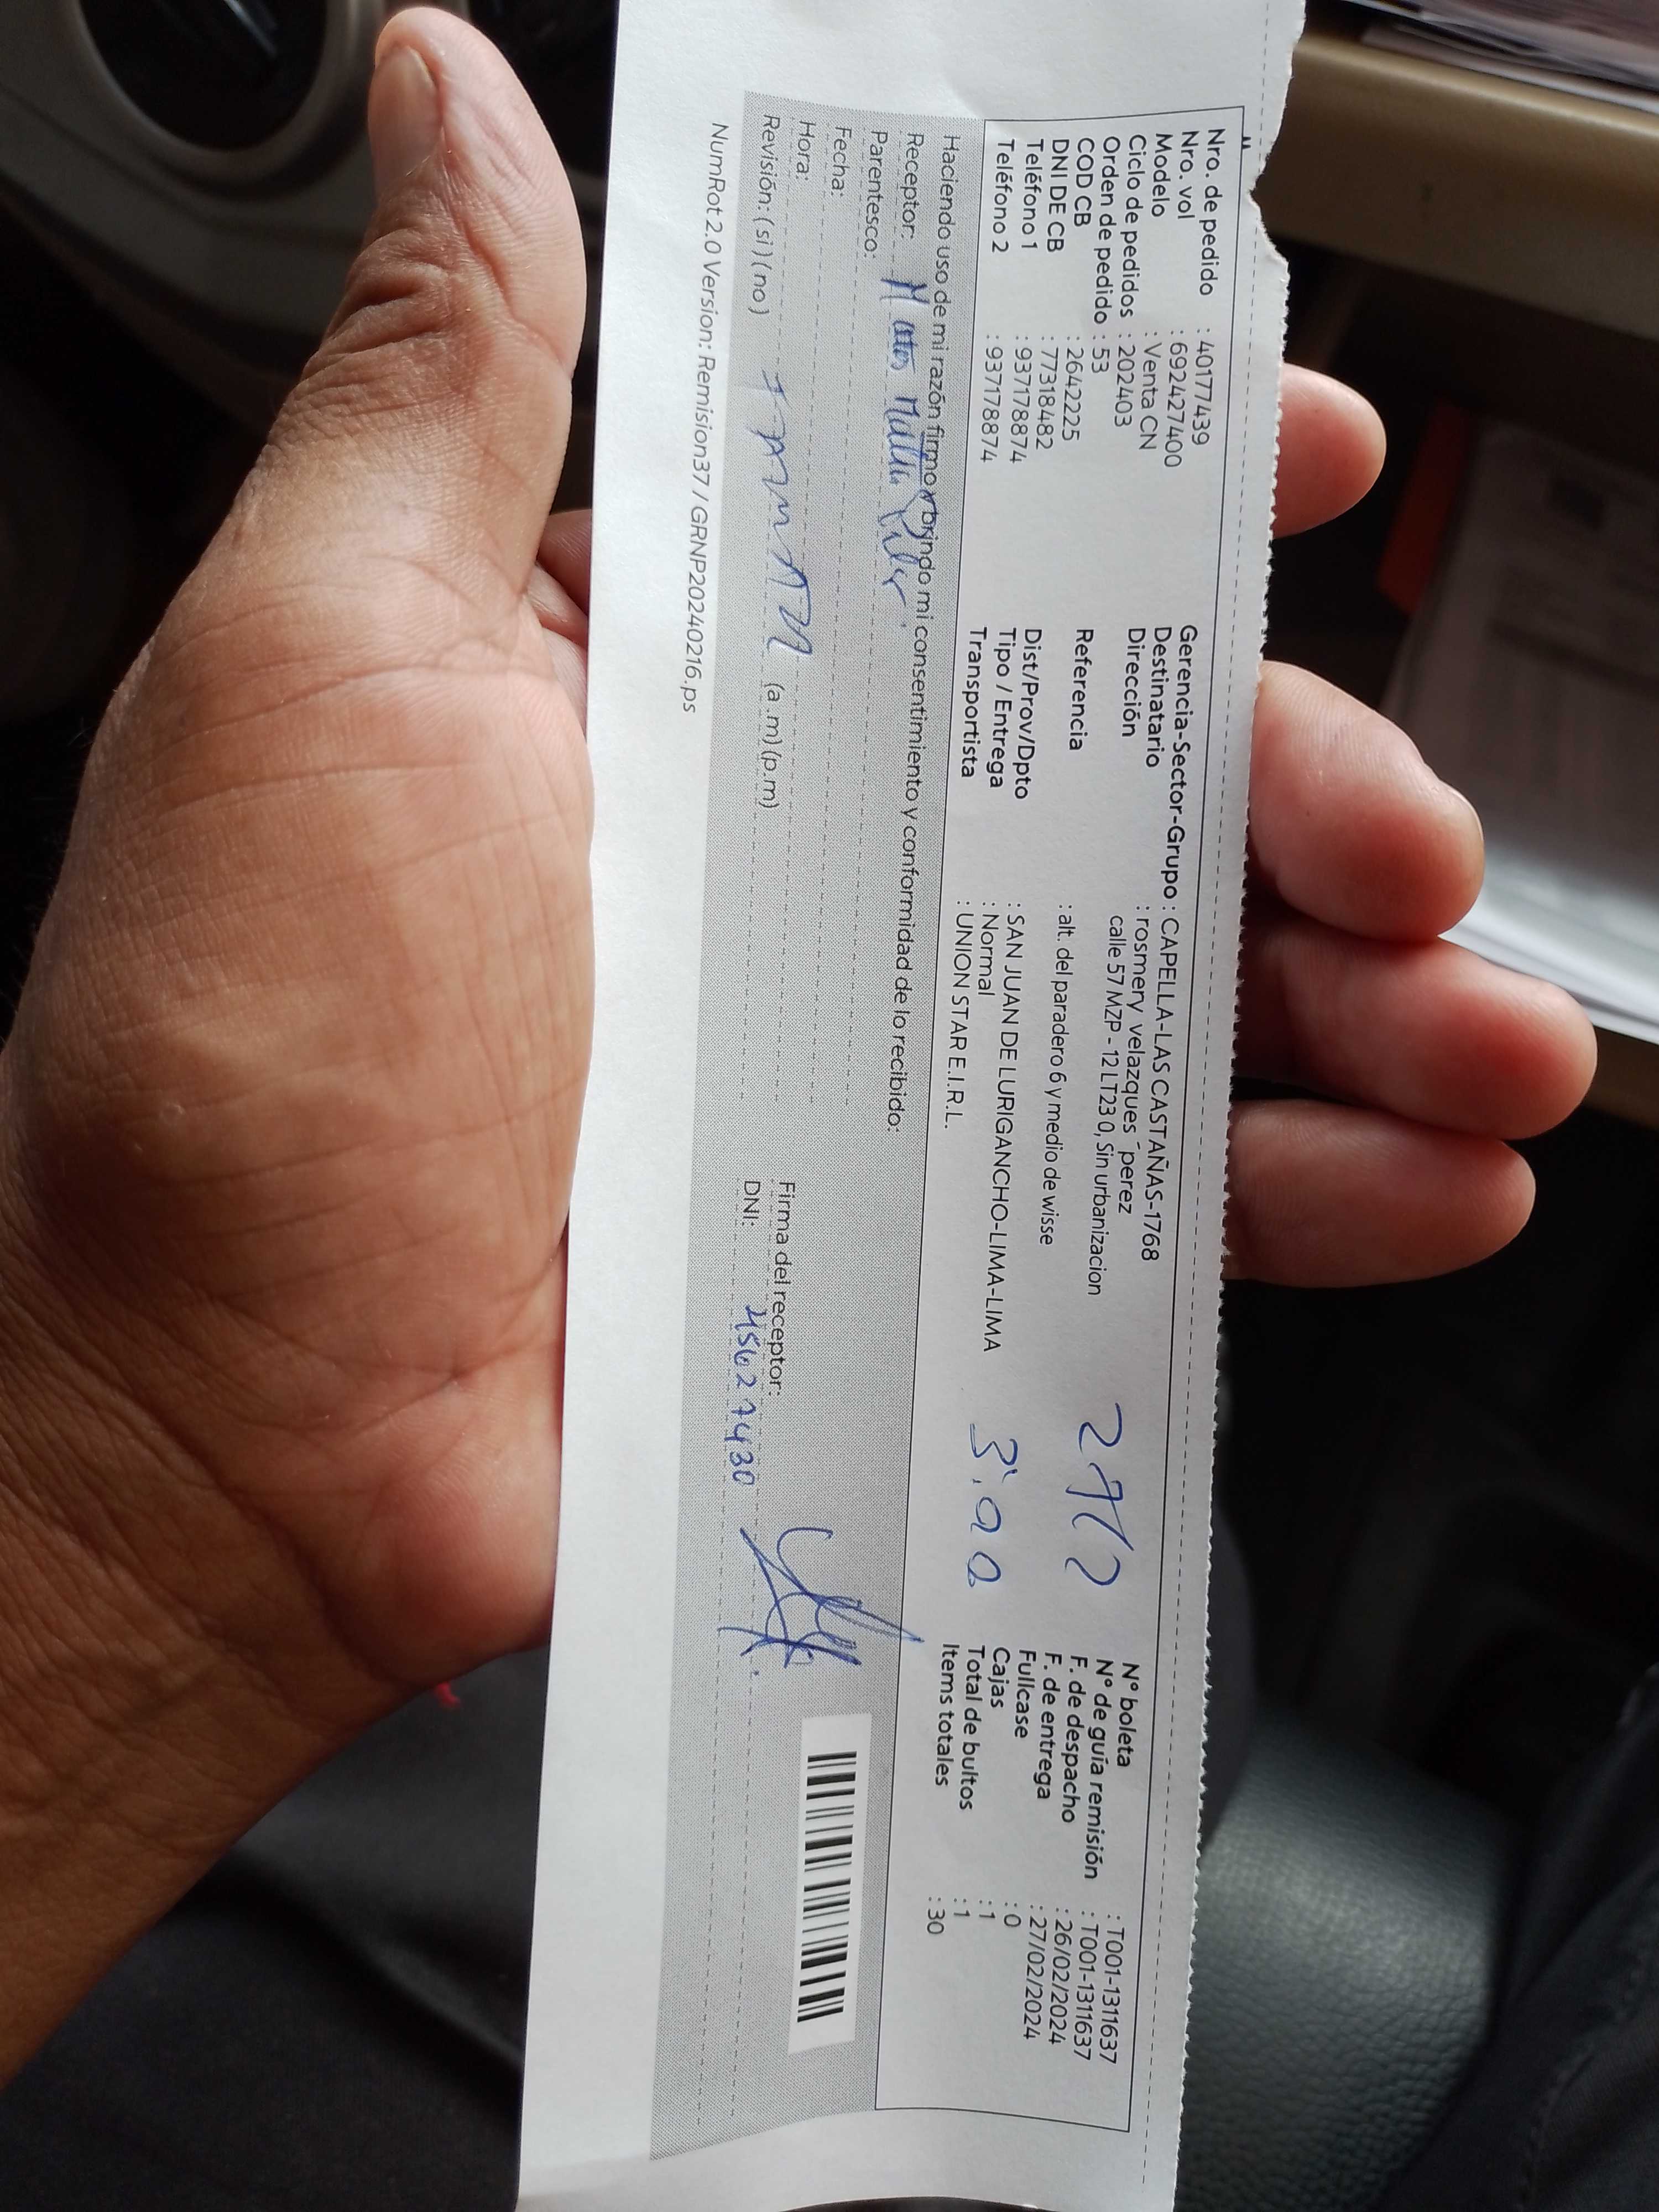 Nro. de pedido : 40177439
Nro. vol : 692427400
Modelo : Venta CN
Ciclo de pedidos : 202403
Orden de pedido : 53
COD CB : 2642225
DNI DE CB : 77318482
Teléfono 1 : 937178874
Teléfono 2 : 937178874
Gerencia-Sector-Grupo : CAPELLA-LAS CASTAÑAS-1768
Destinatario : rosmery velazques ´ perez
Dirección calle 57 MZP - 12 LT23 0, Sin urbanizacion
Referencia : alt. del paradero 6 y medio de wisse
Dist/Prov/Dpto : SAN JUAN DE LURIGANCHO-LIMA-LIMA
Tipo / Entrega : Normal
Transportista : UNION STAR E.I.R.L.
Nº boleta : T001-1311637
Nº de guía remisión : T001-1311637
F. de despacho : 26/02/2024
F. de entrega : 27/02/2024
Fullcase : 0
Cajas : 1
Total de bultos : 1
Items totales : 30
Haciendo uso de mi razón firmo y brindo mi consentimiento y conformidad de lo recibido:
Receptor:
Parentesco:
Fecha:
Hora: (a.m) (p.m)
Revisión: (si) (no)
Firma del receptor:
DNI: 45627430
NumRot 2.0 Version: Remision37 / GRNP20240216.ps